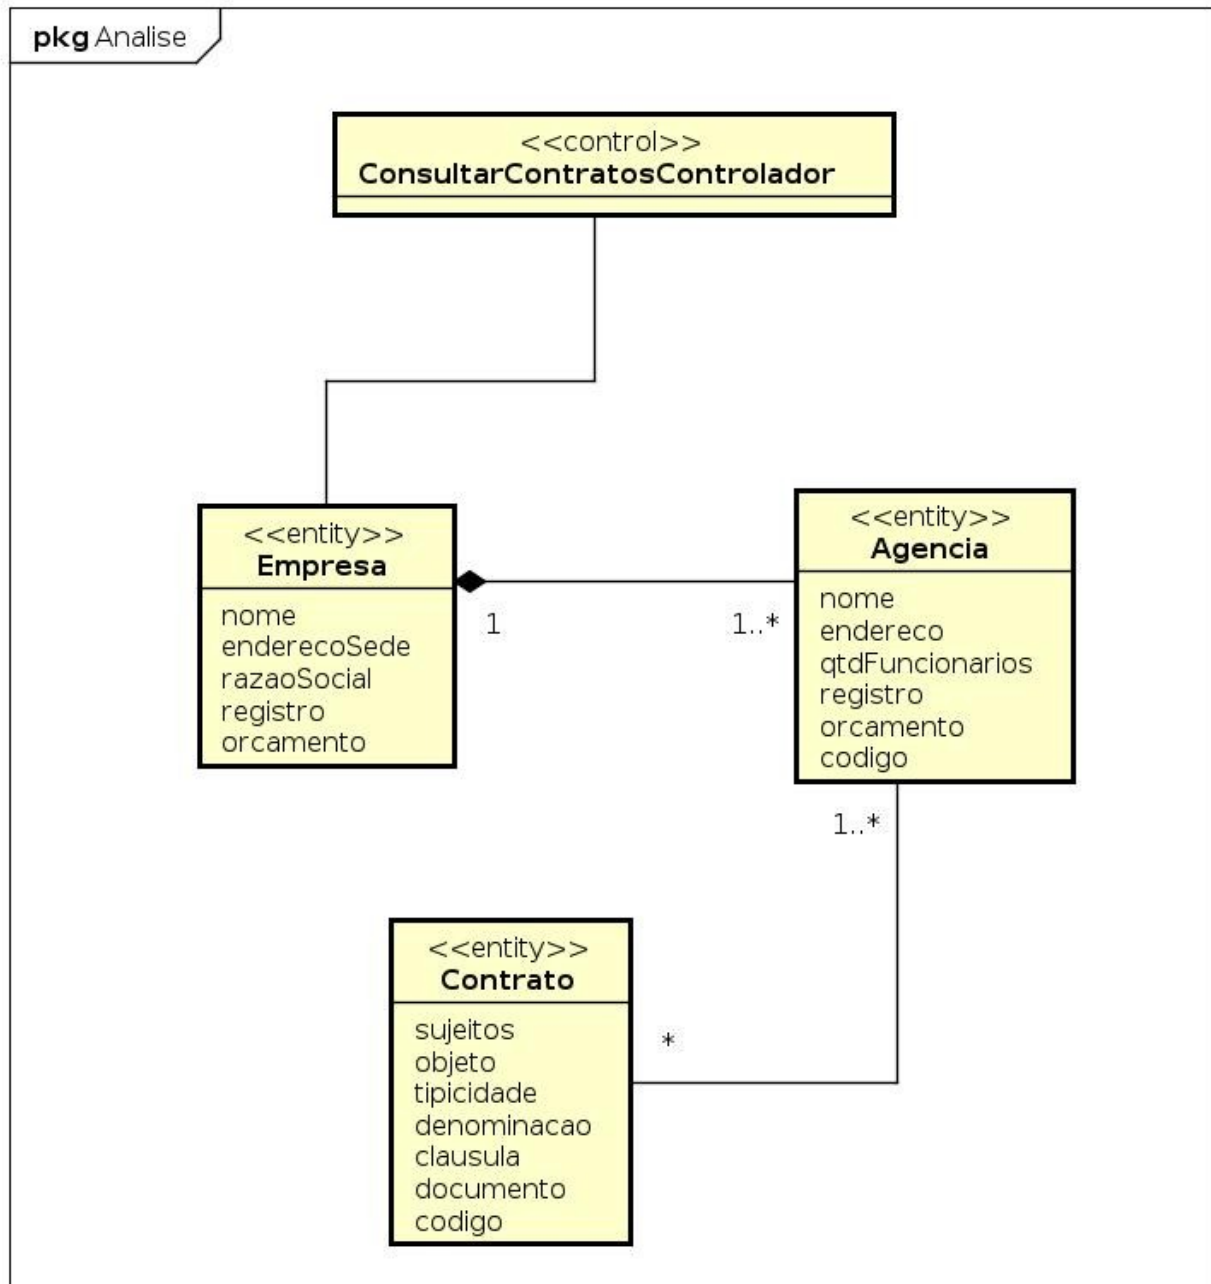 pkg Analise
<<control>>
ConsultarContratosControlador
<<entity>>
Empresa
nome
enderecoSede
razaoSocial
registro
orcamento
1
1..*
<<entity>>
Agencia
nome
endereco
qtdFuncionarios
registro
orcamento
codigo
1..*
*
<<entity>>
Contrato
sujeitos
objeto
tipicidade
denominacao
clausula
documento
codigo